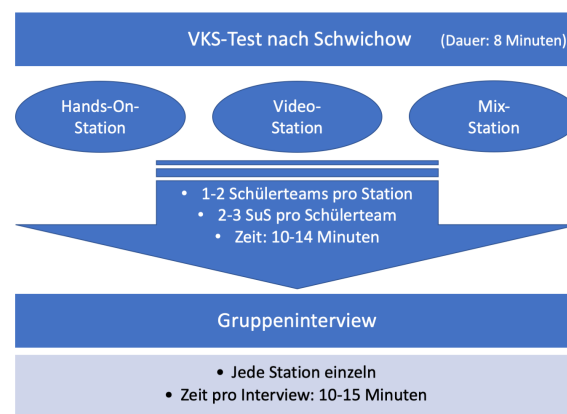 VKS-Test nach Schwichow (Dauer: 8 Minuten)
Hands-On-
Station
Video-
Station
Mix-
Station
• 1-2 Schülerteams pro Station
• 2-3 SuS pro Schülerteam
• Zeit: 10-14 Minuten
Gruppeninterview
• Jede Station einzeln
• Zeit pro Interview: 10-15 Minuten